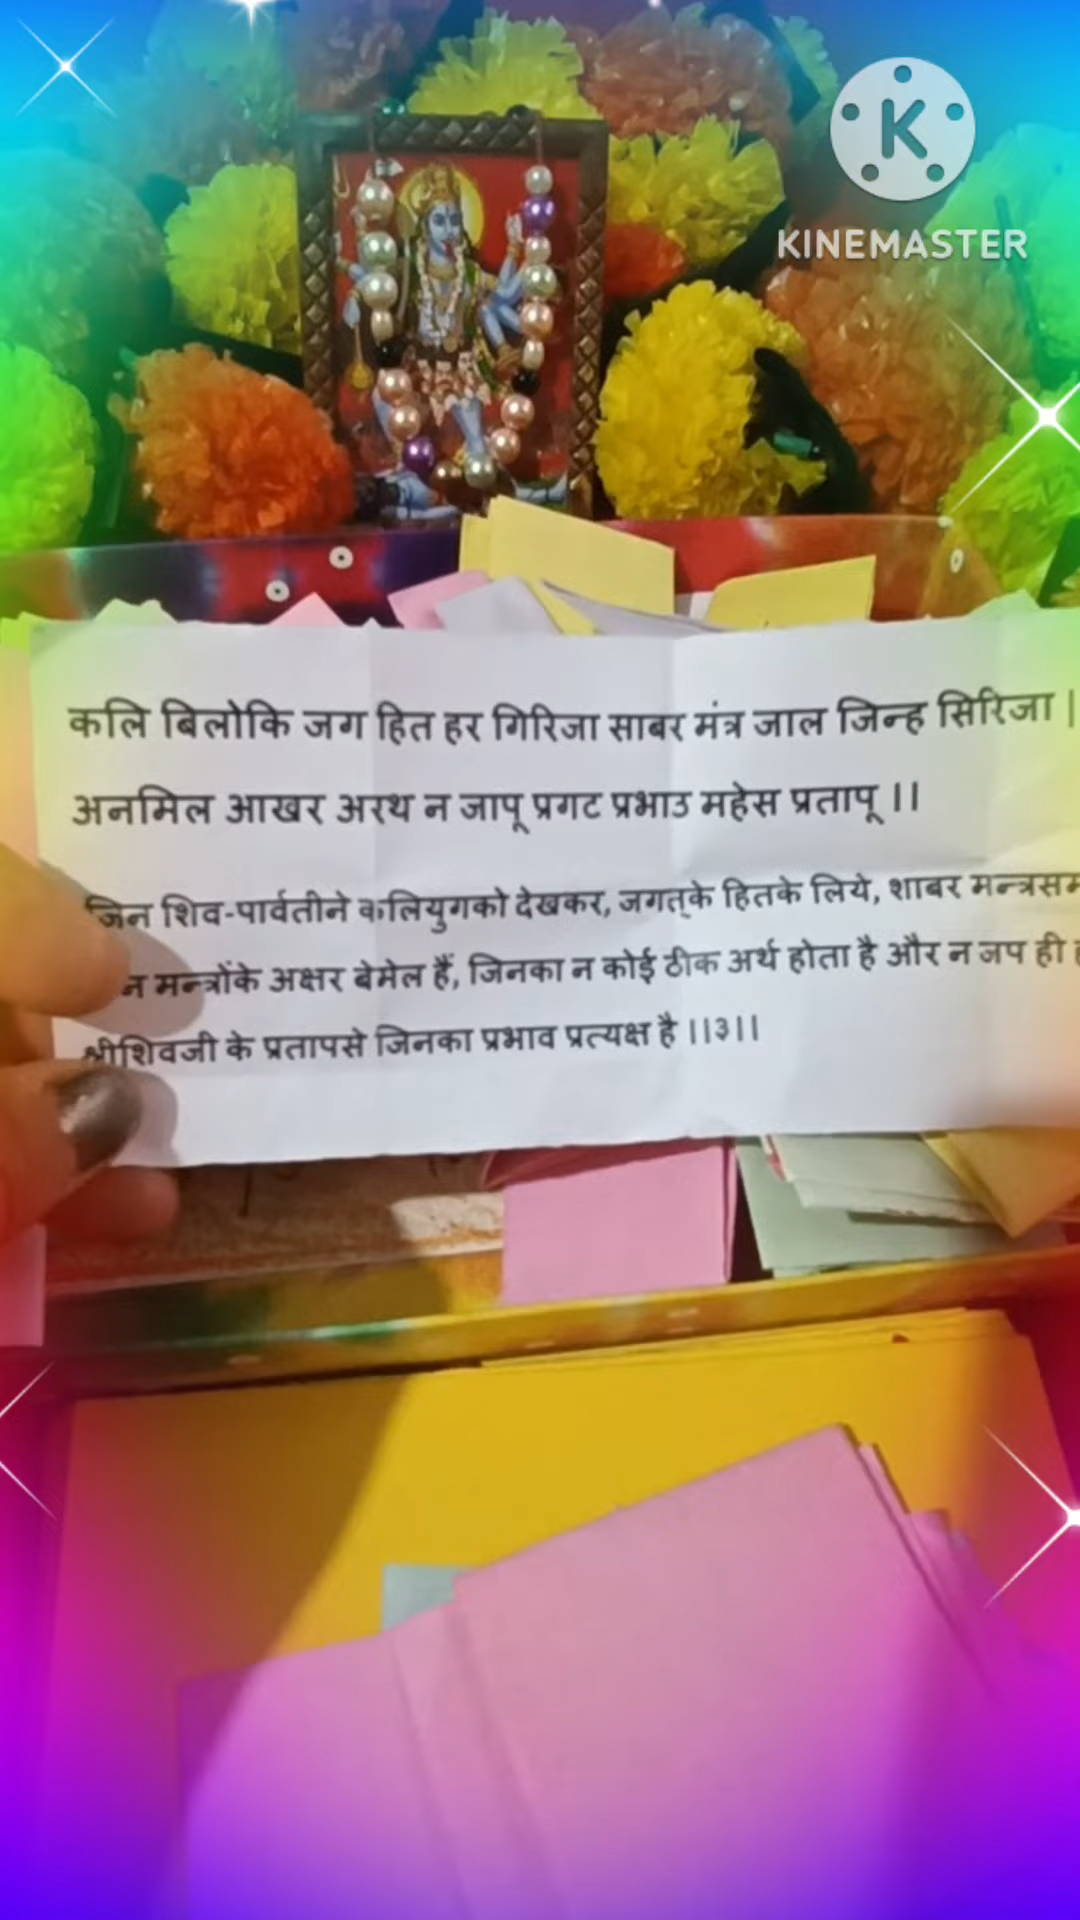 KINEMASTER
कलि बिलोकि जग हित हर गिरिजा साबर मंत्र जाल जिन्ह सिरिजा |
अनमिल आखर अरथ न जापू प्रगट प्रभाउ महेस प्रतापू ।।
जिन शिव-पार्वतीने कलियुगको देखकर, जगत्के हितके लिये, शाबर
मन्त्रोंके अक्षर बेमेल हैं, जिनका न कोई ठीक अर्थ होता है और न जप ही
श्रीशिवजी के प्रतापसे जिनका प्रभाव प्रत्यक्ष है ।।३।।